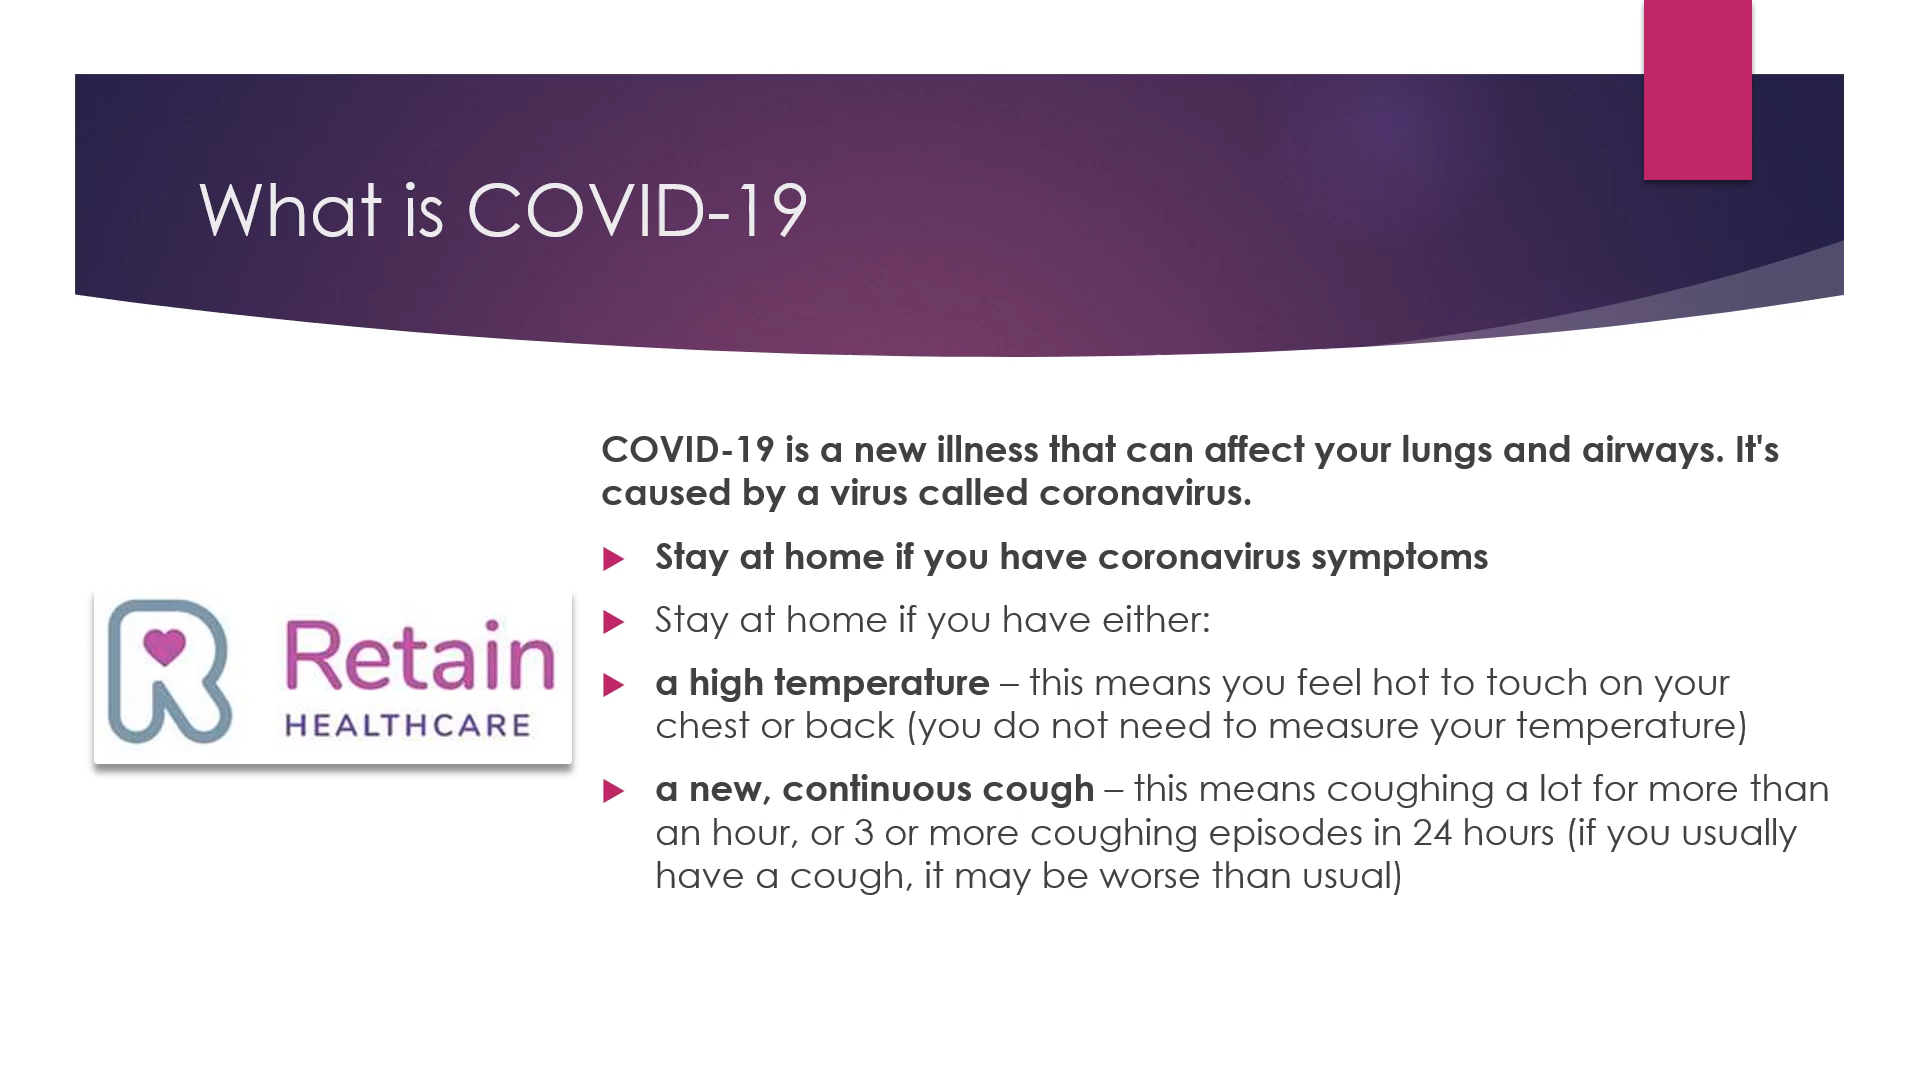 What is COVID-19
COVID-19 is a new illness that can affect your lungs and airways. It's
caused by a virus called coronavirus.
Stay at home if you have coronavirus symptoms
Stay at home if you have either:
a high temperature – this means you feel hot to touch on your
chest or back (you do not need to measure your temperature)
a new, continuous cough – this means coughing a lot for more than
an hour, or 3 or more coughing episodes in 24 hours (if you usually
have a cough, it may be worse than usual)
Retain
HEALTHCARE